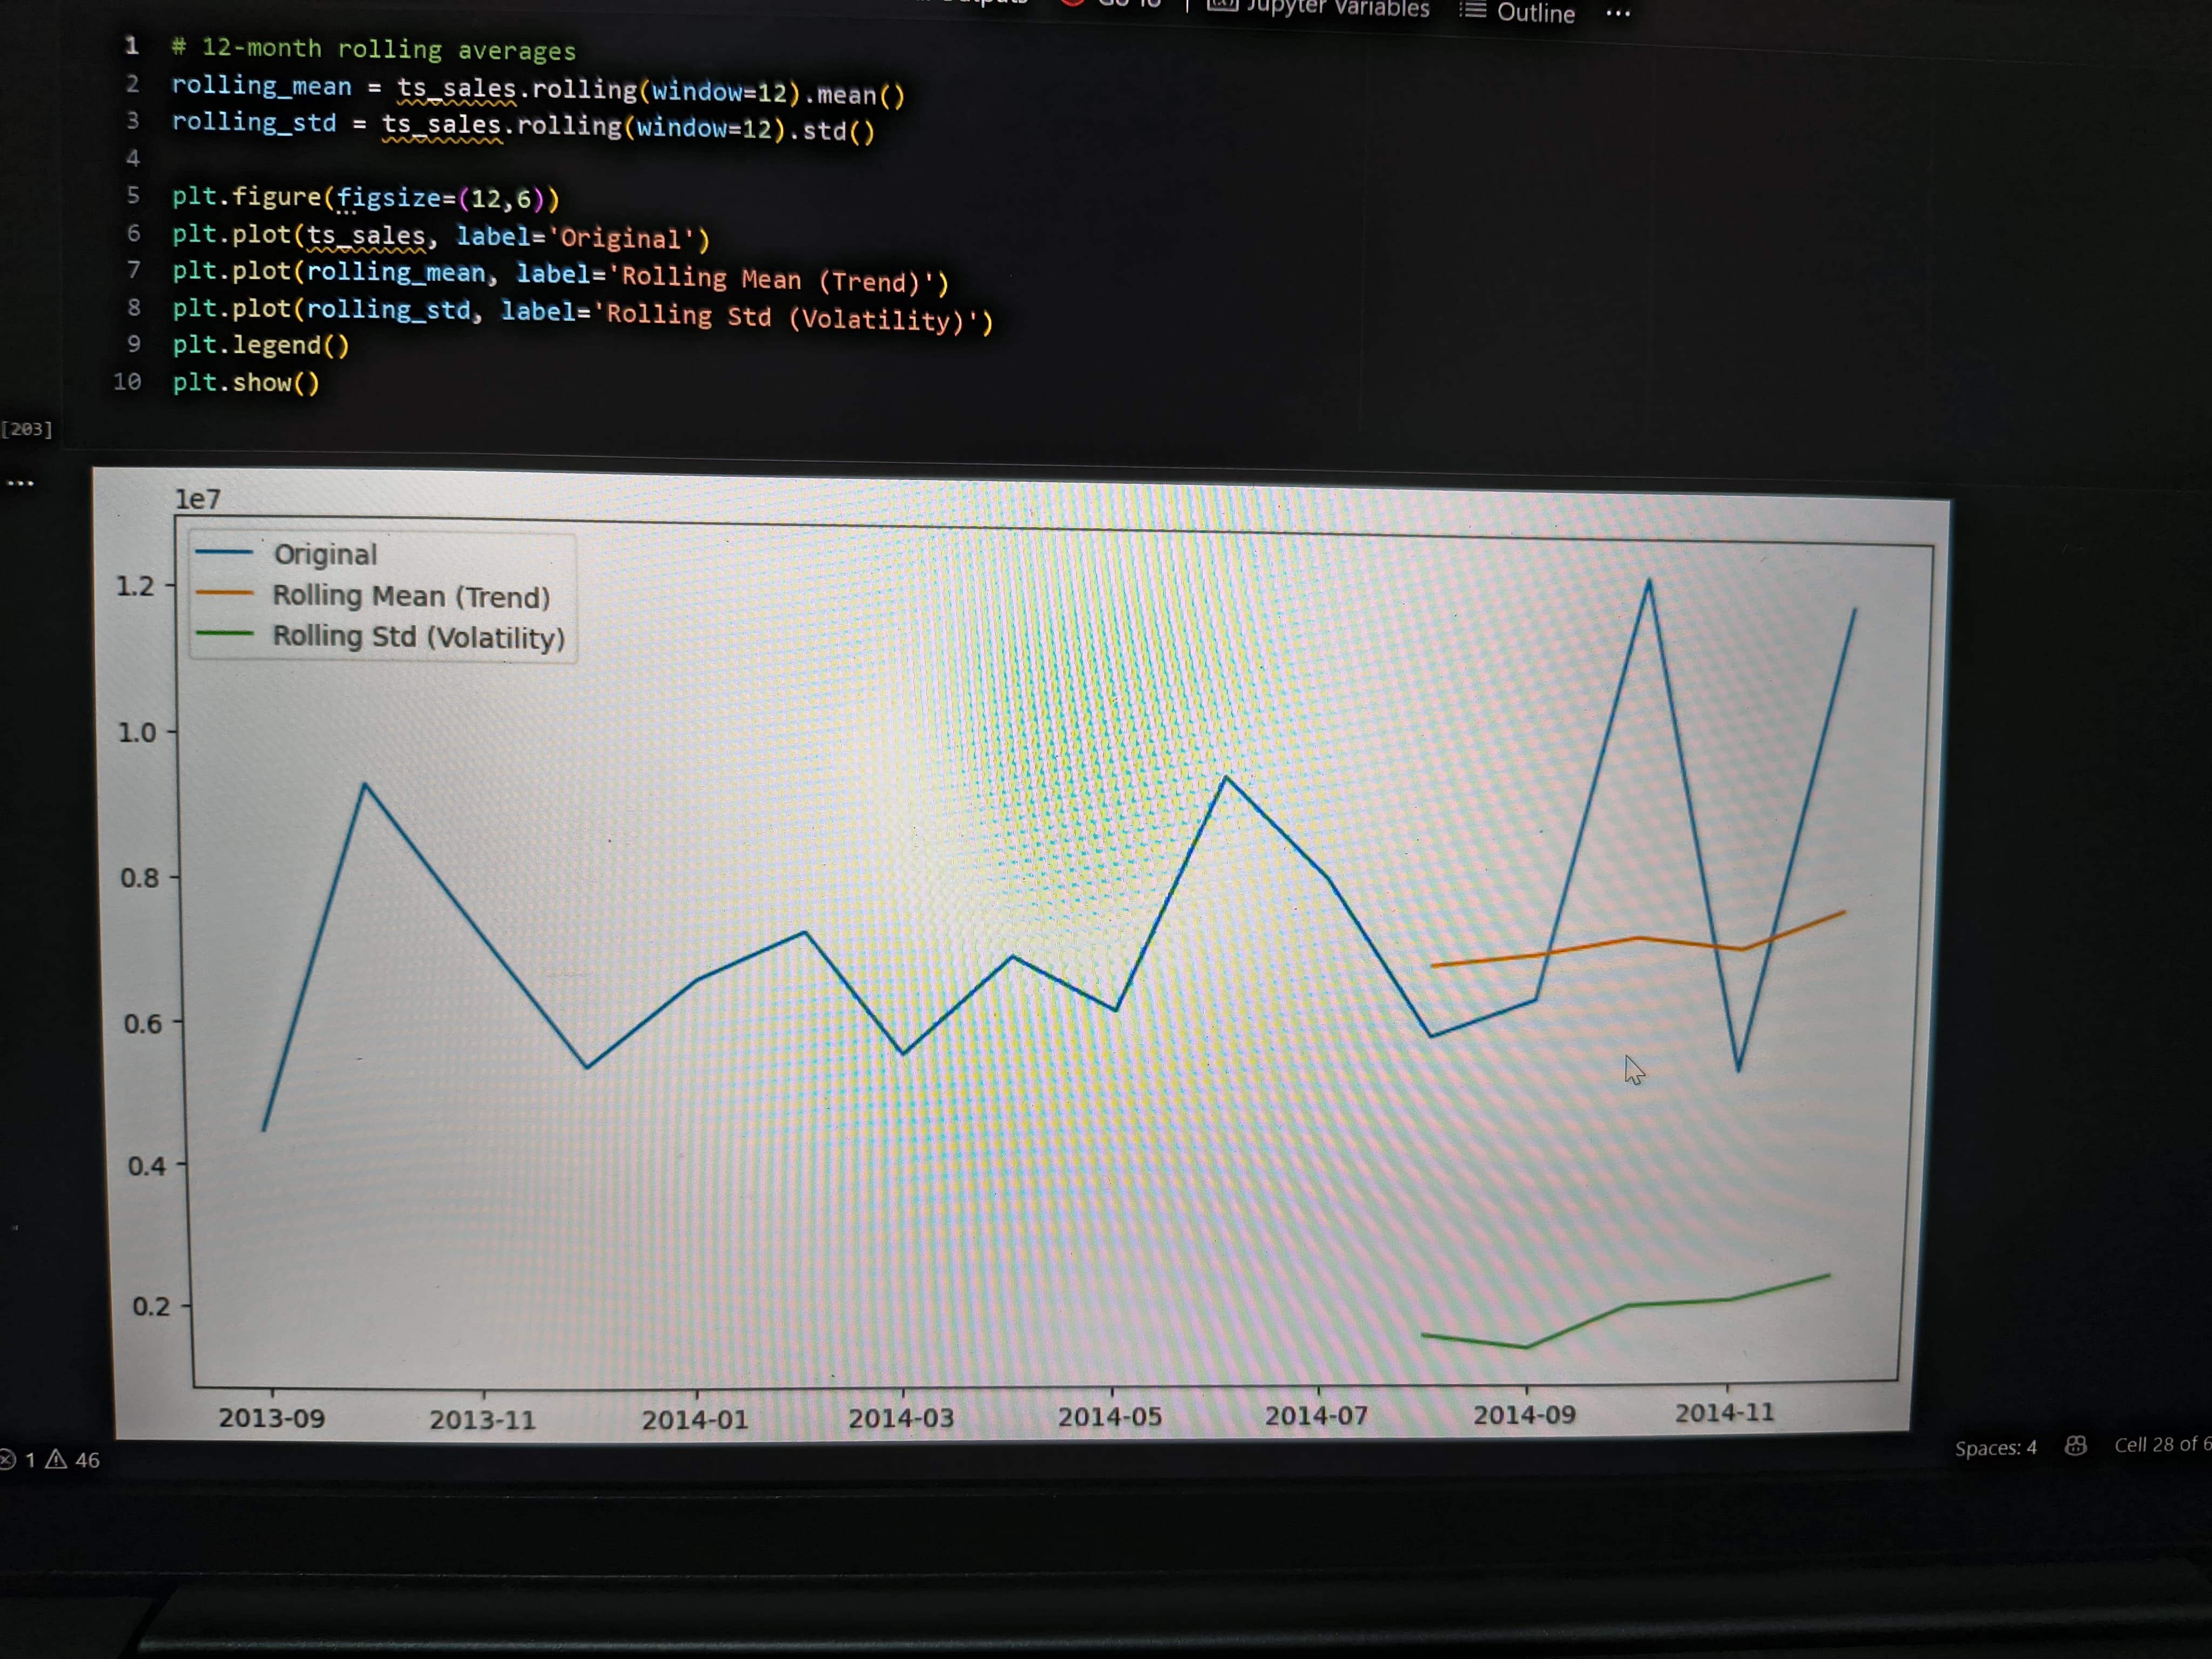 Jupyter Variables Outline ...
1 # 12-month rolling averages
2 rolling_mean = ts_sales.rolling(window=12).mean()
3 rolling_std = ts_sales.rolling(window=12).std()
4
5 plt.figure(figsize=(12,6))
6 plt.plot(ts_sales, label='Original')
7 plt.plot(rolling_mean, label='Rolling Mean (Trend)')
8 plt.plot(rolling_std, label='Rolling Std (Volatility)')
9 plt.legend()
10 plt.show()
[203]
...
1e7
Original
Rolling Mean (Trend)
Rolling Std (Volatility)
1.2
1.0
0.8
0.6
0.4
0.2
2013-09 2013-11 2014-01 2014-03 2014-05 2014-07 2014-09 2014-11
1 46 Spaces: 4 Cell 28 of 6